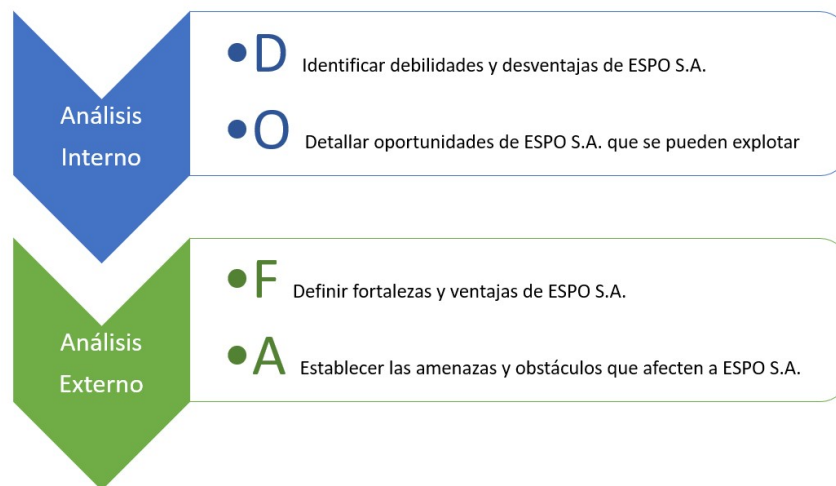 Análisis
Interno
•D Identificar debilidades y desventajas de ESPO S.A.
•O Detallar oportunidades de ESPO S.A. que se pueden explotar
Análisis
Externo
•F Definir fortalezas y ventajas de ESPO S.A.
•A Establecer las amenazas y obstáculos que afecten a ESPO S.A.